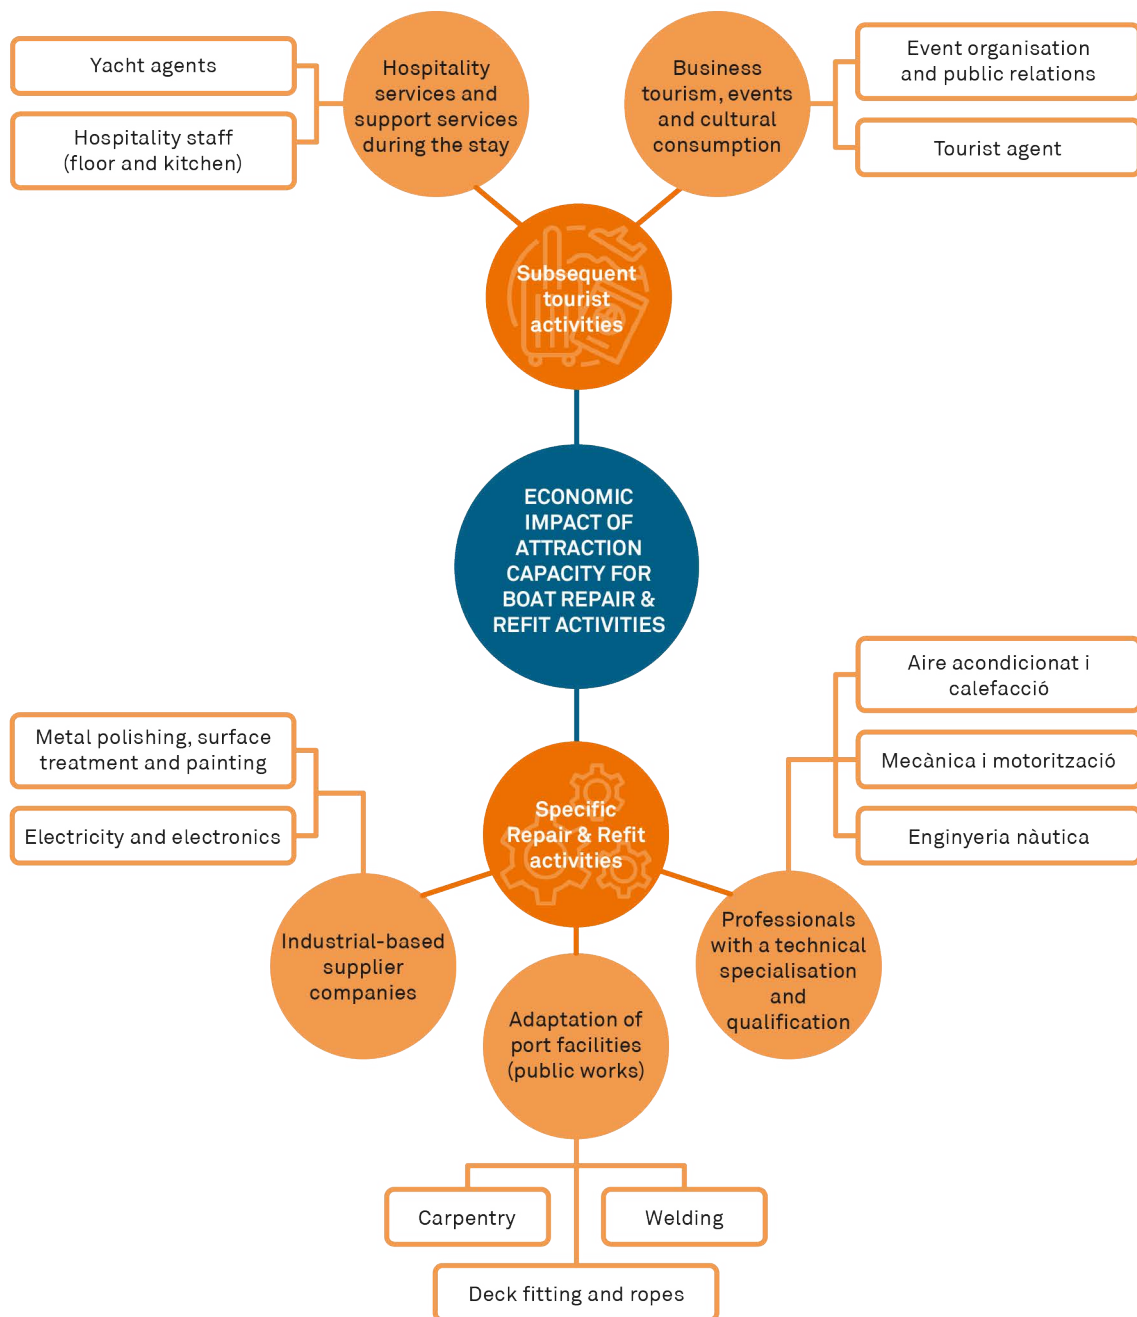 Yacht agents
Hospitality staff
(floor and kitchen)
Hospitality
services and
support services
during the stay
Business
tourism, events
and cultural
consumption
Event organisation
and public relations
Tourist agent
Subsequent
tourist
activities
ECONOMIC
IMPACT OF
ATTRACTION
CAPACITY FOR
BOAT REPAIR &
REFIT ACTIVITIES
Metal polishing, surface
treatment and painting
Electricity and electronics
Specific
Repair & Refit
activities
Aire acondicionat i
calefacció
Mecànica i motorització
Enginyeria nàutica
Industrial-based
supplier
companies
Adaptation of
port facilities
(public works)
Professionals
with a technical
specialisation
and
qualification
Carpentry
Welding
Deck fitting and ropes